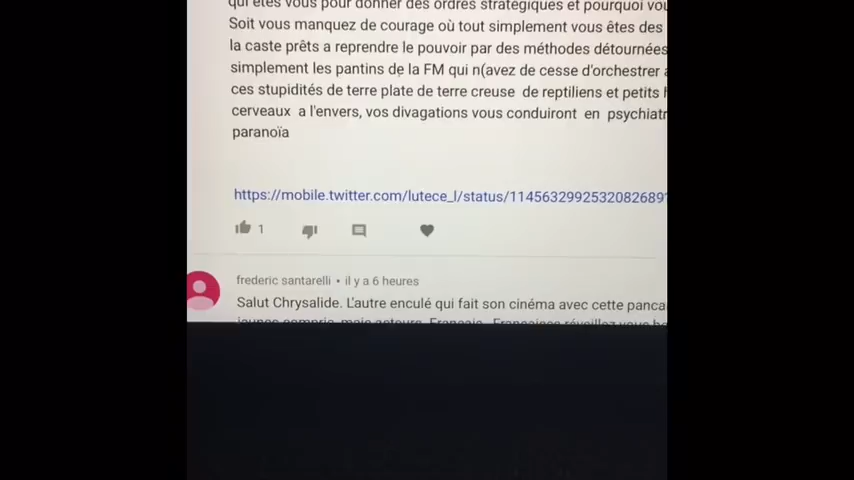 qui êtes vous pour donner des ordres stratégiques et pourquoi vou
Soit vous manquez de courage où tout simplement vous êtes des
la caste prêts a reprendre le pouvoir par des méthodes détournées
simplement les pantins de la FM qui n(avez de cesse d'orchestrer a
ces stupidités de terre plate de terre creuse de reptiliens et petits h
cerveaux a l'envers, vos divagations vous conduiront en psychiatr
paranoïa
https://mobile.twitter.com/lutece_l/status/1145632992532082689
1
frederic santarelli • il y a 6 heures
Salut Chrysalide. L'autre enculé qui fait son cinéma avec cette panca
jaunes compris, mais acteurs. Français, Françaises réveillez vous